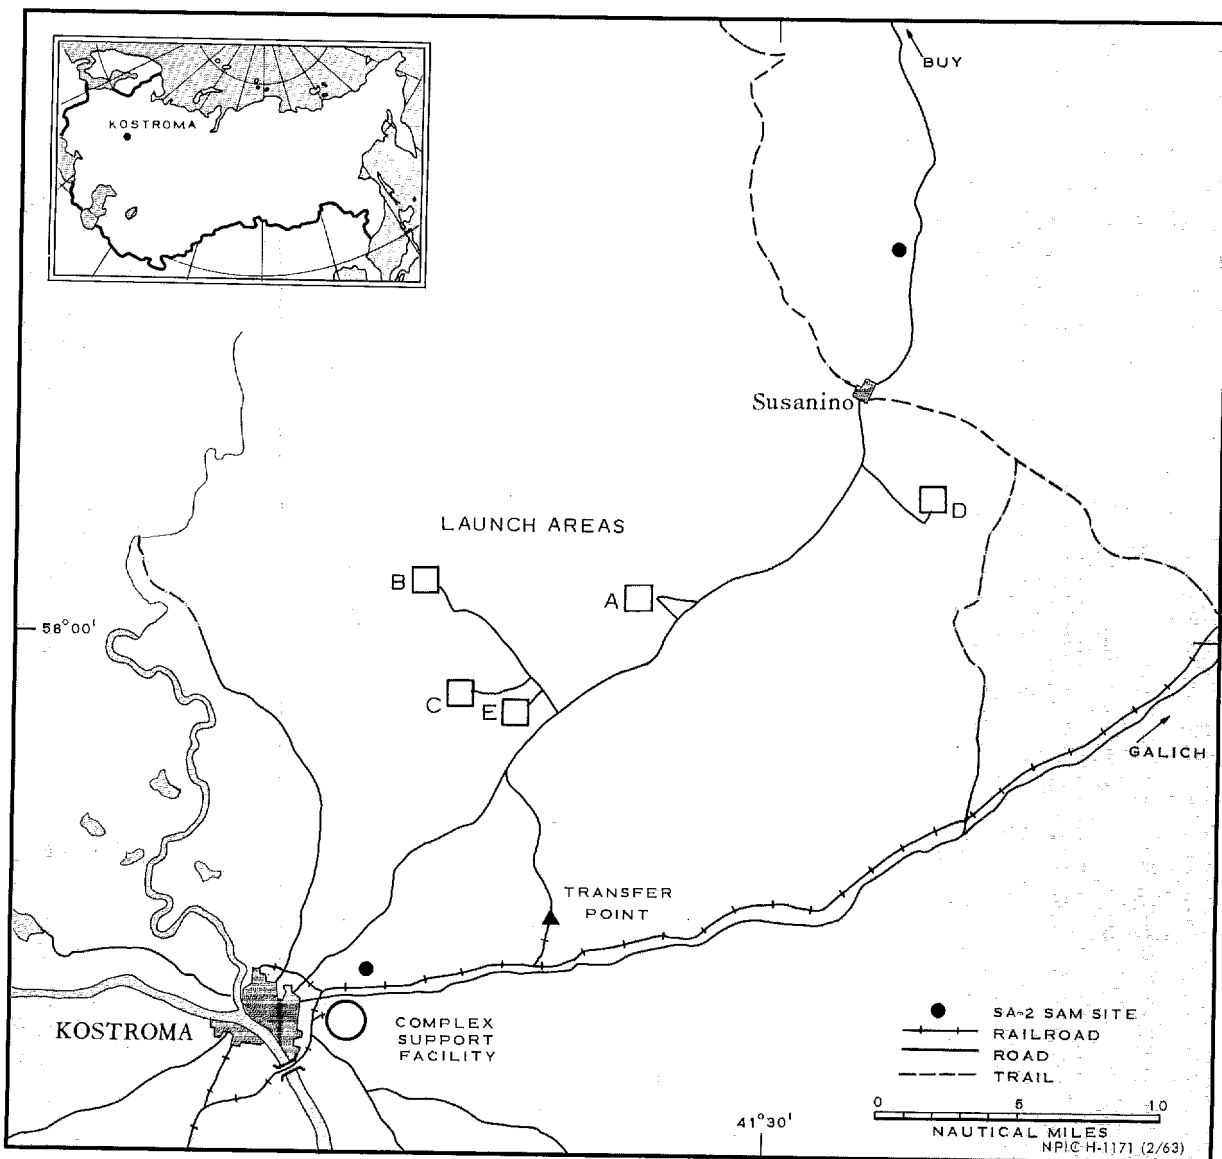 BUY
KOSTROMA
Susanino
LAUNCH AREAS
D
B
A
58°00'
C
E
GALICH
TRANSFER
POINT
KOSTROMA
COMPLEX
SUPPORT
FACILITY
SA-2 SAM SITE
RAILROAD
ROAD
TRAIL
0 5 10
41°30'
NAUTICAL MILES
NPIC H-1171 (2/63)